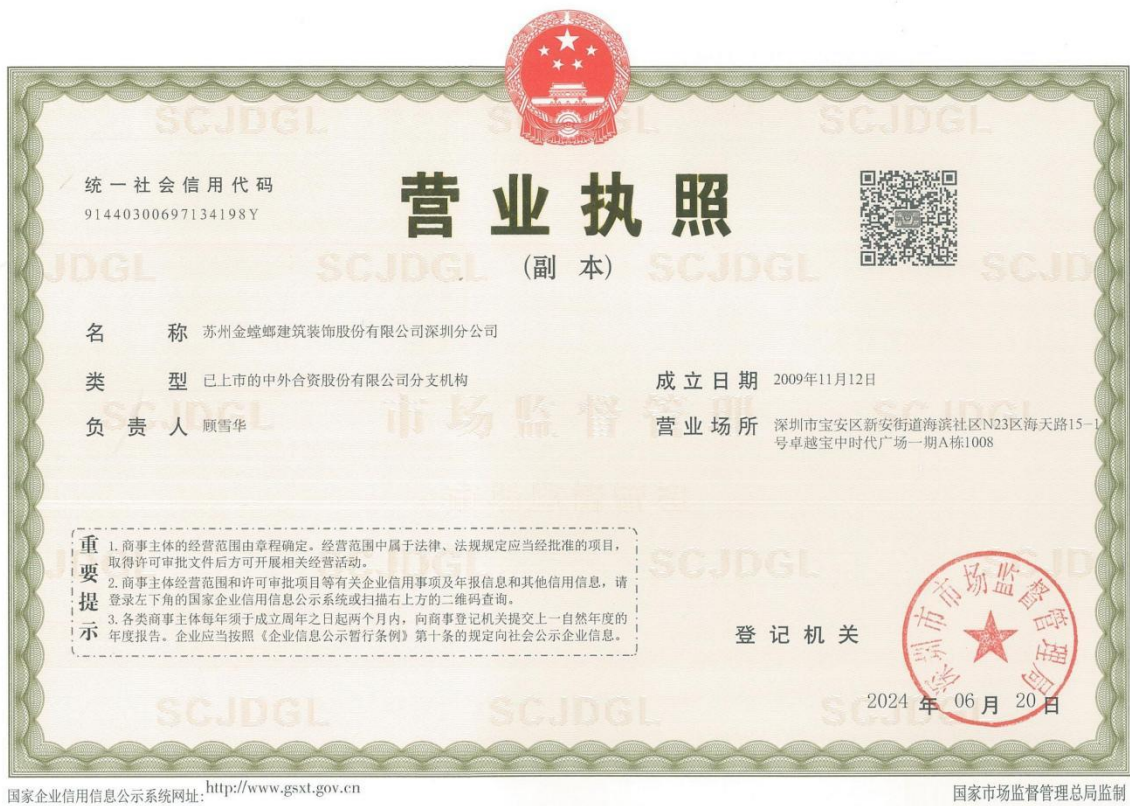 SCJDGL SCJDGL SCJDGL
统一社会信用代码
91440300697134198Y
营业执照
(副 本)
JDGL SCJDGL SCJDGL SCJD
名 称 苏州金螳螂建筑装饰股份有限公司深圳分公司
类 型 已上市的中外合资股份有限公司分支机构
成立日期 2009年11月12日
负责人 顾雪华
营业场所 深圳市宝安区新安街道海滨社区N23区海天路15-1
号卓越宝中时代广场一期A栋1008
SCJDGL 市场监督管理 SCJDGL
重要提示
1. 商事主体的经营范围由章程确定。经营范围中属于法律、法规规定应当经批准的项目，
取得许可审批文件后方可开展相关经营活动。
2. 商事主体经营范围和许可审批项目等有关企业信用事项及年报信息和其他信用信息，请
登录左下角的国家企业信用信息公示系统或扫描右上方的二维码查询。
3. 各类商事主体每年须于成立周年之日起两个月内，向商事登记机关提交上一自然年度的
年度报告。企业应当按照《企业信息公示暂行条例》第十条的规定向社会公示企业信息。
SCJDGL
登记机关
深圳市市场监督管理局
2024 年 06 月 20 日
SCJDGL SCJDGL SC
国家企业信用信息公示系统网址:http://www.gsxt.gov.cn
国家市场监督管理总局监制